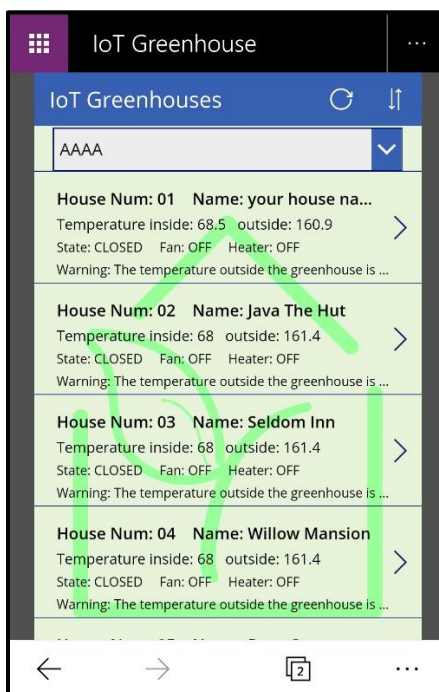 IoT Greenhouse
IoT Greenhouses
AAAA
House Num: 01 Name: your house na...
Temperature inside: 68.5 outside: 160.9
State: CLOSED Fan: OFF Heater: OFF
Warning: The temperature outside the greenhouse is ...
House Num: 02 Name: Java The Hut
Temperature inside: 68 outside: 161.4
State: CLOSED Fan: OFF Heater: OFF
Warning: The temperature outside the greenhouse is ...
House Num: 03 Name: Seldom Inn
Temperature inside: 68 outside: 161.4
State: CLOSED Fan: OFF Heater: OFF
Warning: The temperature outside the greenhouse is ...
House Num: 04 Name: Willow Mansion
Temperature inside: 68 outside: 161.4
State: CLOSED Fan: OFF Heater: OFF
Warning: The temperature outside the greenhouse is ...
2